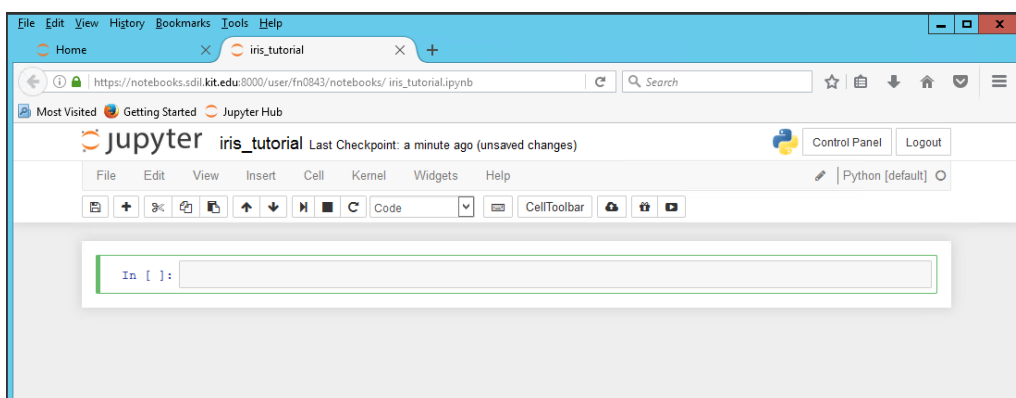 File Edit View History Bookmarks Tools Help
Home iris_tutorial
https://notebooks.sdil.kit.edu:8000/user/fn0843/notebooks/ iris_tutorial.ipynb Search
Most Visited Getting Started Jupyter Hub
jupyter iris_tutorial Last Checkpoint: a minute ago (unsaved changes) Control Panel Logout
File Edit View Insert Cell Kernel Widgets Help Python [default]
Code CellToolbar
In [ ]: